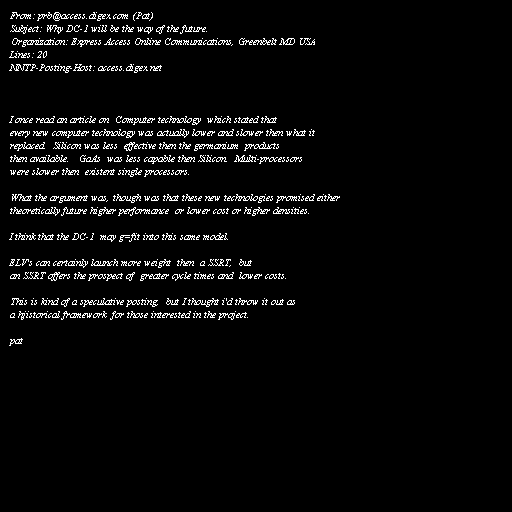 From: prb@access.digex.com (Pat)
Subject: Why DC-1 will be the way of the future.
Organization: Express Access Online Communications, Greenbelt MD USA
Lines: 20
NNTP-Posting-Host: access.digex.net
I once read an article on Computer technology which stated that
every new computer technology was actually lower and slower then what it
replaced. Silicon was less effective then the germanium products
then available. GaAs was less capable then Silicon. Multi-processors
were slower then existent single processors.
What the argument was, though was that these new technologies promised either
theoretically future higher performance or lower cost or higher densities.
I think that the DC-1 may g=fit into this same model.
ELV's can certainly launch more weight then a SSRT, but
an SSRT offers the prospect of greater cycle times and lower costs.
This is kind of a speculative posting, but I thought i'd throw it out as
a hjistorical framework for those interested in the project.
pat